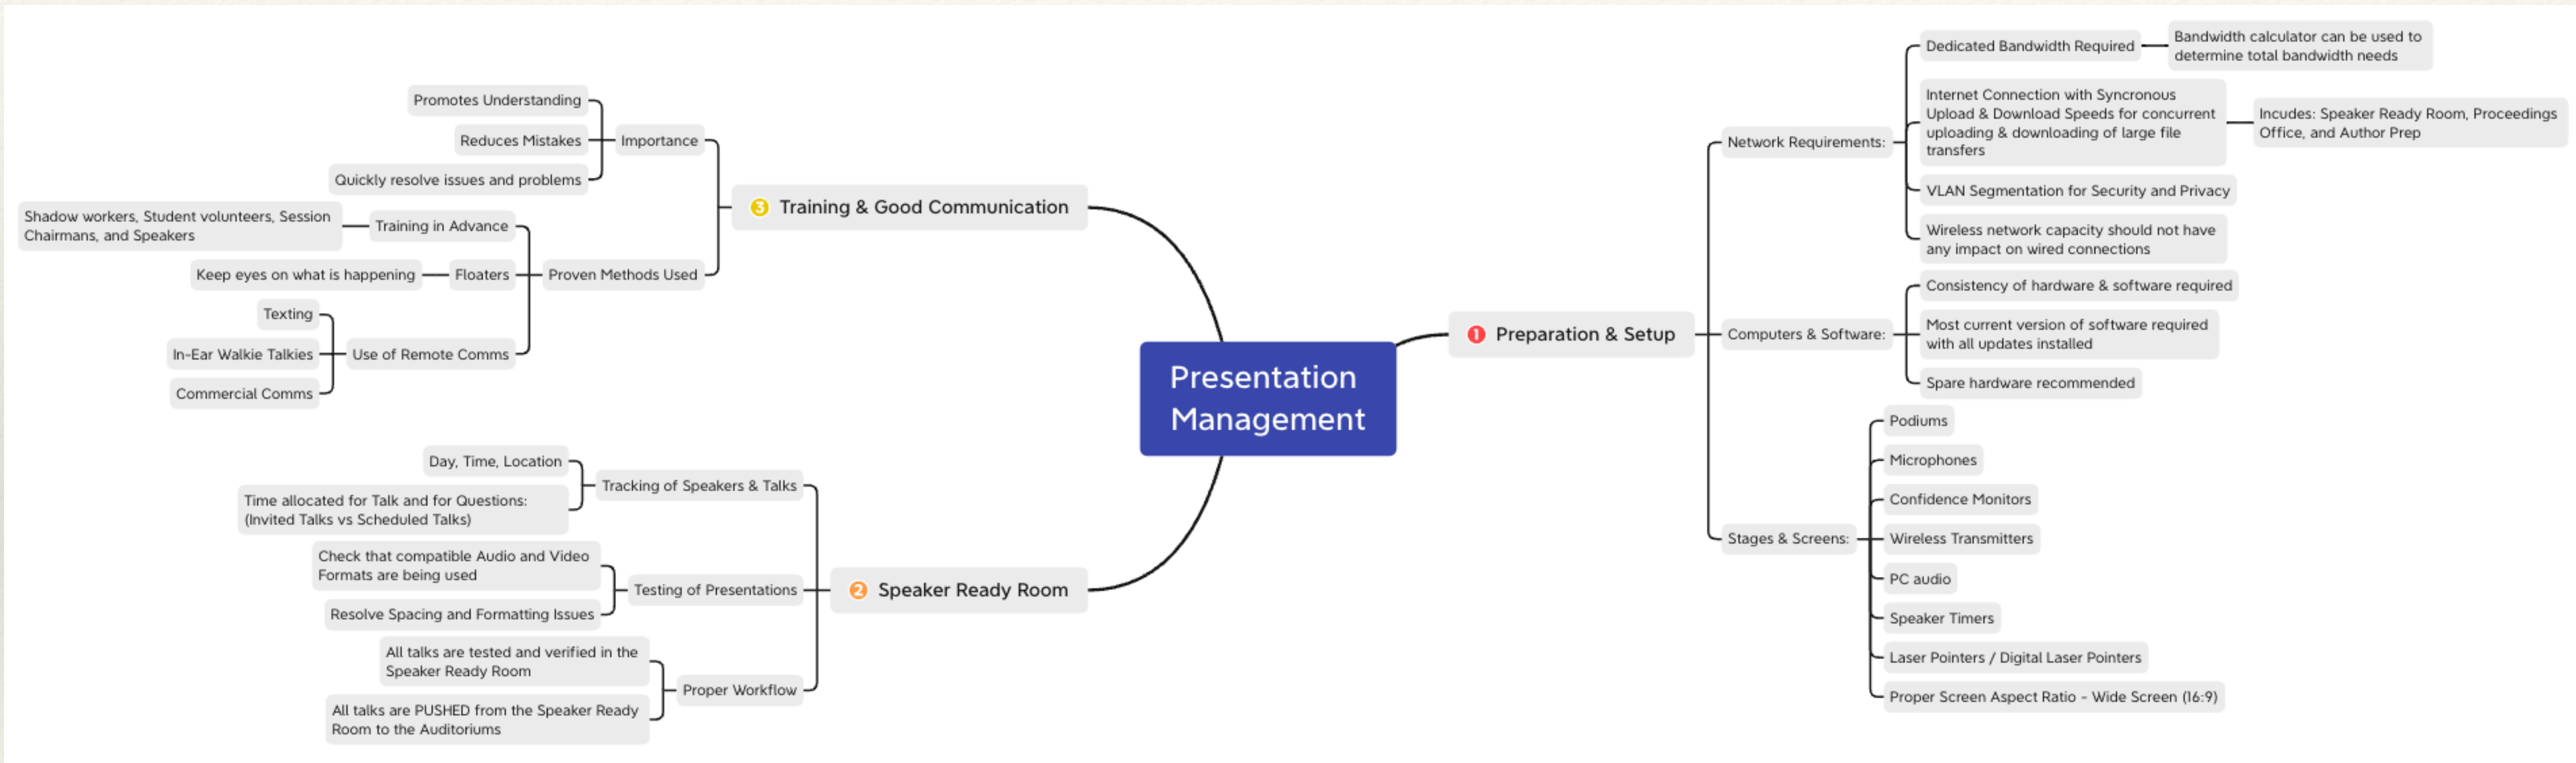 Presentation
Management
1 Preparation & Setup
Network Requirements:
Dedicated Bandwidth Required
Bandwidth calculator can be used to
determine total bandwidth needs
Internet Connection with Syncronous
Upload & Download Speeds for concurrent
uploading & downloading of large file
transfers
Incudes: Speaker Ready Room, Proceedings
Office, and Author Prep
VLAN Segmentation for Security and Privacy
Wireless network capacity should not have
any impact on wired connections
Computers & Software:
Consistency of hardware & software required
Most current version of software required
with all updates installed
Spare hardware recommended
Stages & Screens:
Podiums
Microphones
Confidence Monitors
Wireless Transmitters
PC audio
Speaker Timers
Laser Pointers / Digital Laser Pointers
Proper Screen Aspect Ratio - Wide Screen (16:9)
2 Speaker Ready Room
Tracking of Speakers & Talks
Day, Time, Location
Time allocated for Talk and for Questions:
(Invited Talks vs Scheduled Talks)
Testing of Presentations
Check that compatible Audio and Video
Formats are being used
Resolve Spacing and Formatting Issues
Proper Workflow
All talks are tested and verified in the
Speaker Ready Room
All talks are PUSHED from the Speaker Ready
Room to the Auditoriums
3 Training & Good Communication
Importance
Promotes Understanding
Reduces Mistakes
Quickly resolve issues and problems
Proven Methods Used
Training in Advance
Shadow workers, Student volunteers, Session
Chairmans, and Speakers
Floaters
Keep eyes on what is happening
Use of Remote Comms
Texting
In-Ear Walkie Talkies
Commercial Comms